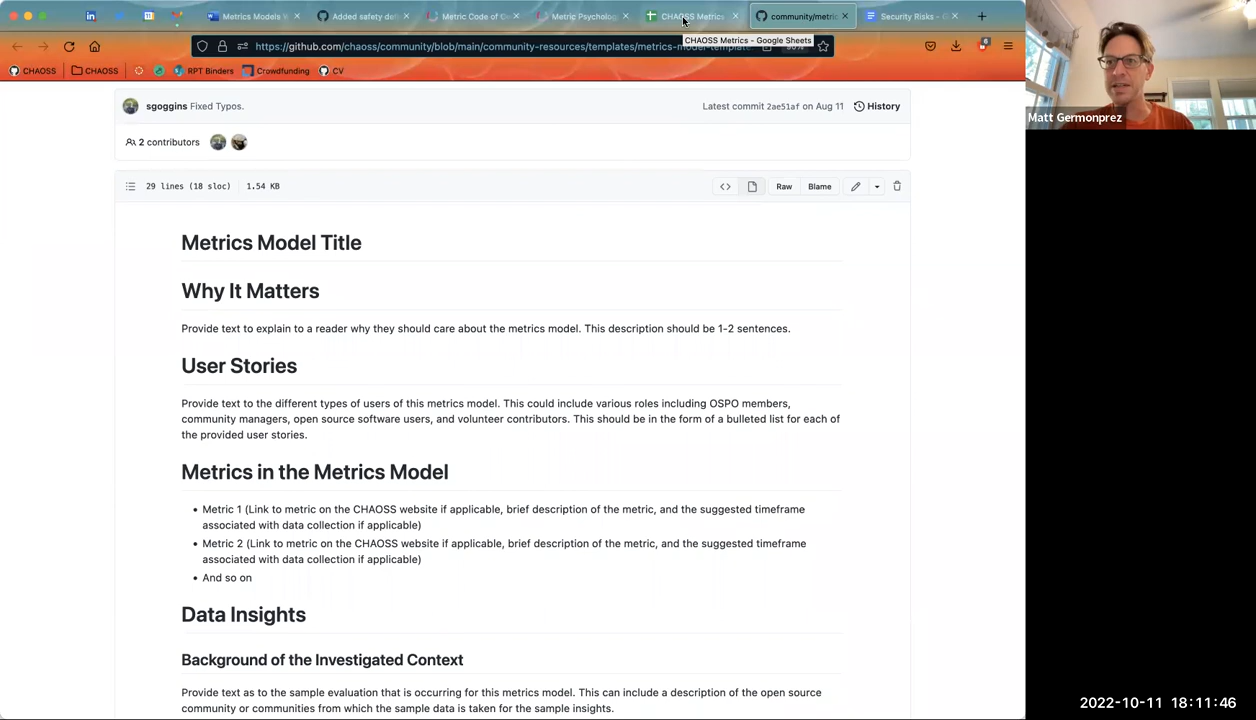 Metrics Models W
Added safety de
Metric Code of C
Metric Psycholog
CHAOSS Metrics
community/metric
Security Risks - G
https://github.com/chaoss/community/blob/main/community-resources/templates/metrics-model-template
CHAOSS Metrics - Google Sheets
CHAOSS
CHAOSS
RPT Binders
Crowdfunding
CV
sgoggins Fixed Typos.
Latest commit 2ae51af on Aug 11
History
2 contributors
29 lines (18 sloc)
1.54 KB
Raw
Blame
Metrics Model Title
Why It Matters
Provide text to explain to a reader why they should care about the metrics model. This description should be 1-2 sentences.
User Stories
Provide text to the different types of users of this metrics model. This could include various roles including OSPO members,
community managers, open source software users, and volunteer contributors. This should be in the form of a bulleted list for each of
the provided user stories.
Metrics in the Metrics Model
• Metric 1 (Link to metric on the CHAOSS website if applicable, brief description of the metric, and the suggested timeframe
associated with data collection if applicable)
• Metric 2 (Link to metric on the CHAOSS website if applicable, brief description of the metric, and the suggested timeframe
associated with data collection if applicable)
• And so on
Data Insights
Background of the Investigated Context
Provide text as to the sample evaluation that is occurring for this metrics model. This can include a description of the open source
community or communities from which the sample data is taken for the sample insights.
Matt Germonprez
2022-10-11 18:11:46